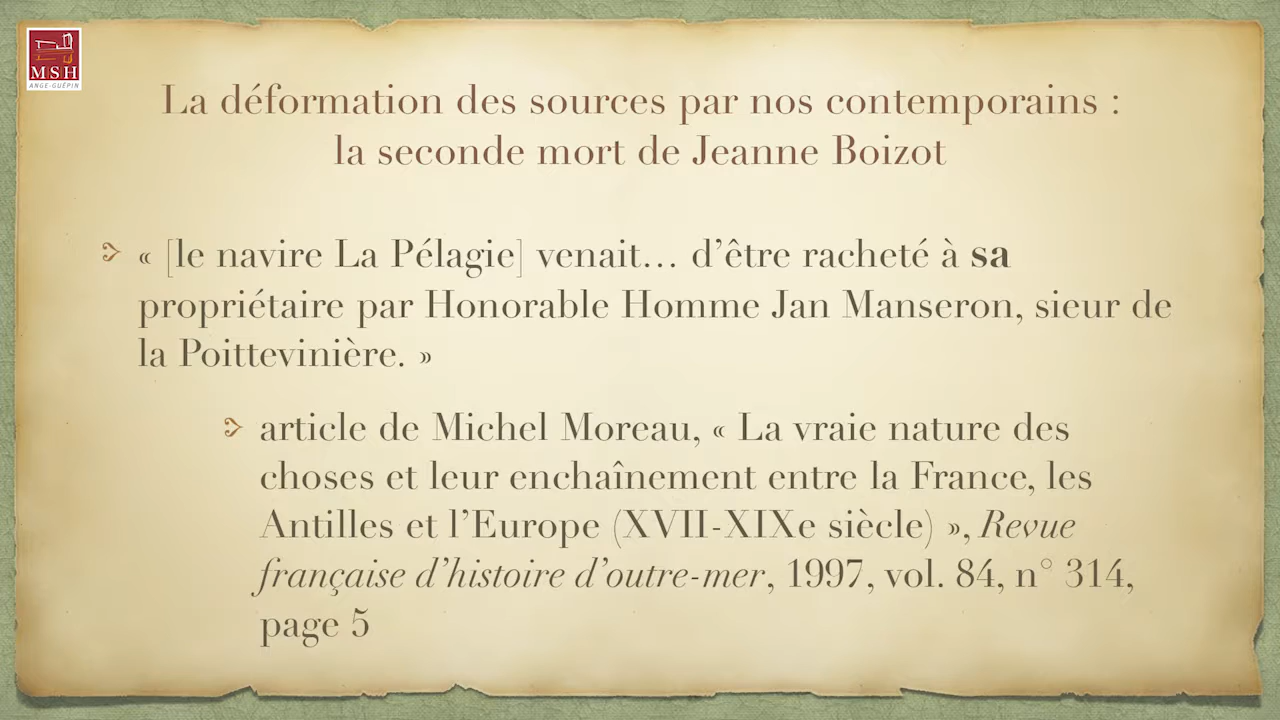 MSH
ANGE-GUÉPIN
La déformation des sources par nos contemporains :
la seconde mort de Jeanne Boizot
« [le navire La Pélagie] venait… d’être racheté à sa
propriétaire par Honorable Homme Jan Manseron, sieur de
la Poittevinière. »
article de Michel Moreau, « La vraie nature des
choses et leur enchaînement entre la France, les
Antilles et l’Europe (XVII-XIXe siècle) », Revue
française d’histoire d’outre-mer, 1997, vol. 84, n° 314,
page 5